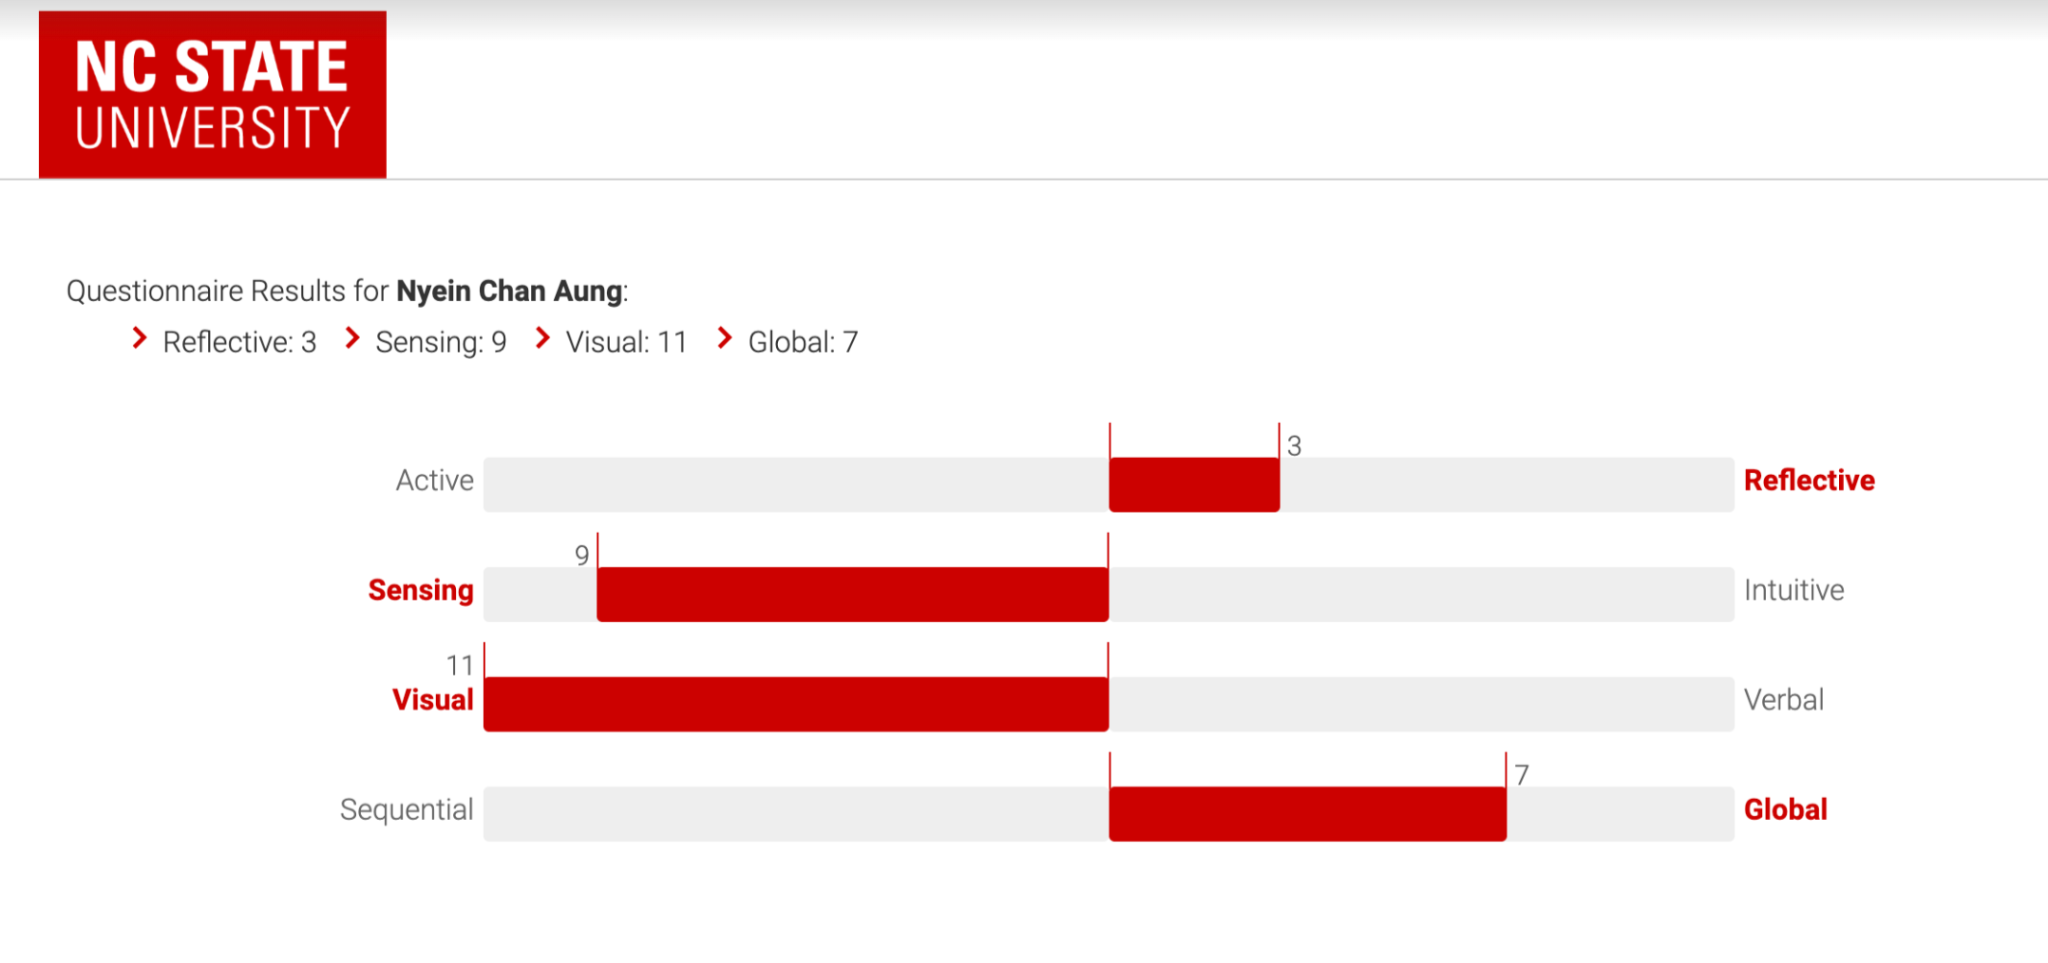 NC STATE
UNIVERSITY
Questionnaire Results for Nyein Chan Aung:
Reflective: 3 Sensing: 9 Visual: 11 Global: 7
3
Active Reflective
9
Sensing Intuitive
11
Visual Verbal
7
Sequential Global